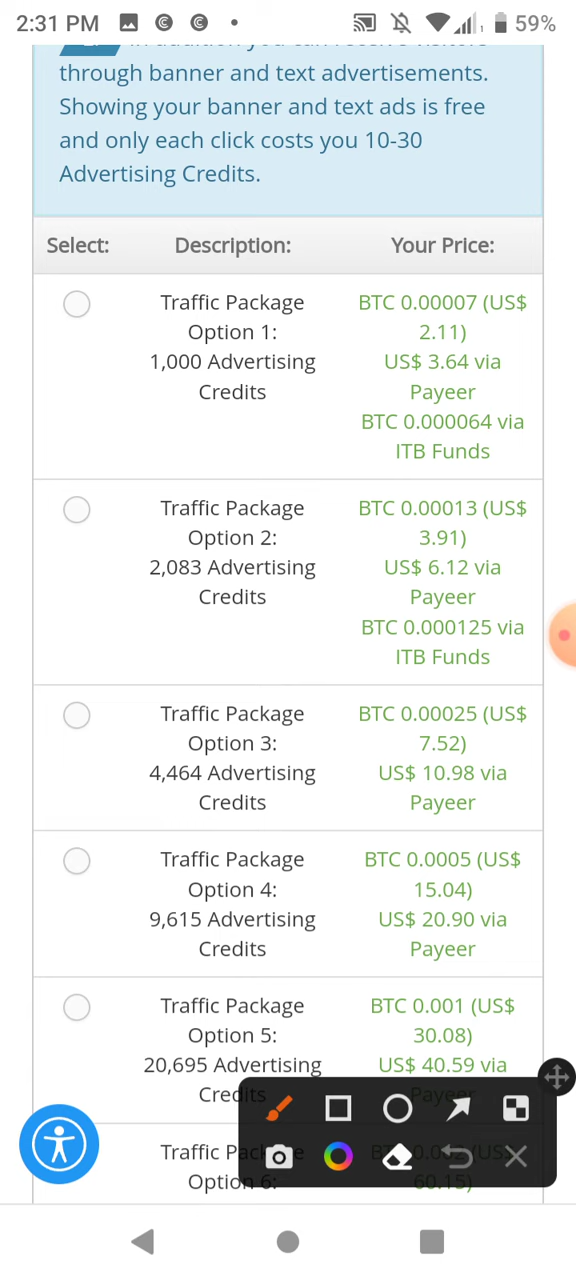 2:31 PM
59%
through banner and text advertisements.
Showing your banner and text ads is free
and only each click costs you 10-30
Advertising Credits.
Select: Description: Your Price:
Traffic Package BTC 0.00007 (US$
Option 1: 2.11)
1,000 Advertising US$ 3.64 via
Credits Payeer
BTC 0.000064 via
ITB Funds
Traffic Package BTC 0.00013 (US$
Option 2: 3.91)
2,083 Advertising US$ 6.12 via
Credits Payeer
BTC 0.000125 via
ITB Funds
Traffic Package BTC 0.00025 (US$
Option 3: 7.52)
4,464 Advertising US$ 10.98 via
Credits Payeer
Traffic Package BTC 0.0005 (US$
Option 4: 15.04)
9,615 Advertising US$ 20.90 via
Credits Payeer
Traffic Package BTC 0.001 (US$
Option 5: 30.08)
20,695 Advertising US$ 40.59 via
Credits Payeer
Traffic
Option 6: 60.15)